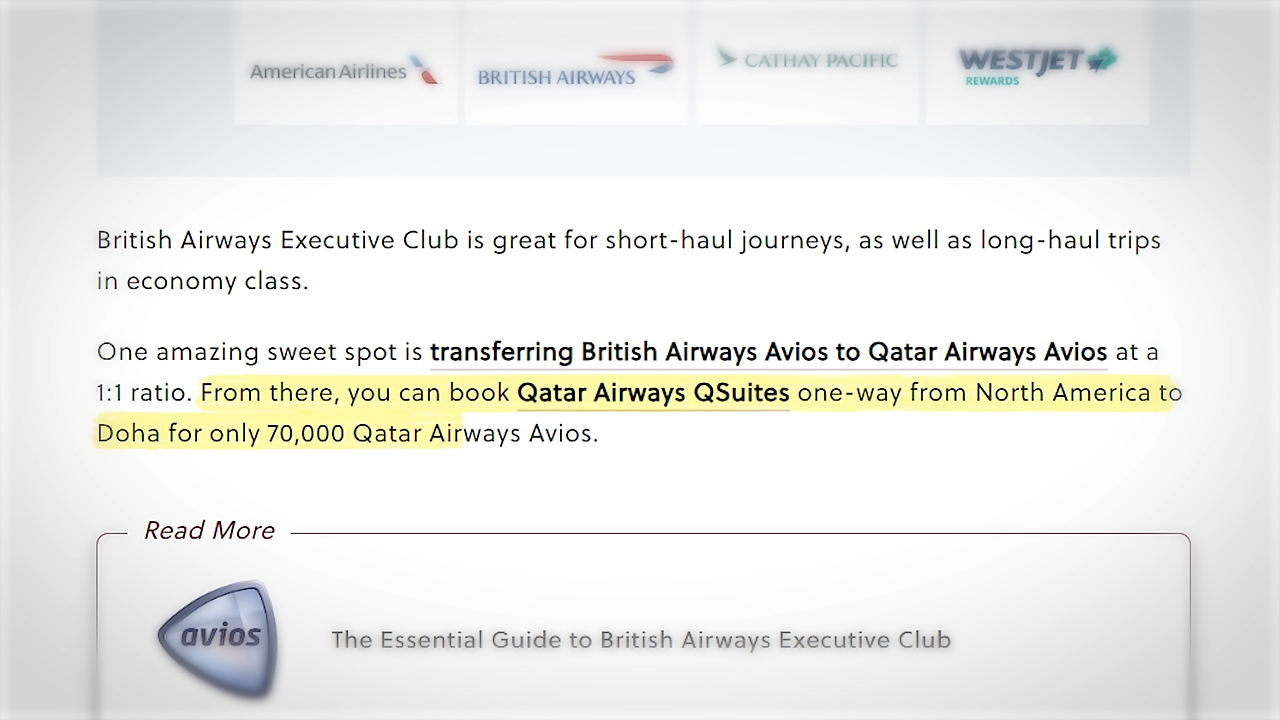 American Airlines
BRITISH AIRWAYS
CATHAY PACIFIC
WESTJET
REWARDS
British Airways Executive Club is great for short-haul journeys, as well as long-haul trips
in economy class.
One amazing sweet spot is transferring British Airways Avios to Qatar Airways Avios at a
1:1 ratio. From there, you can book Qatar Airways QSuites one-way from North America to
Doha for only 70,000 Qatar Airways Avios.
Read More
avios
The Essential Guide to British Airways Executive Club